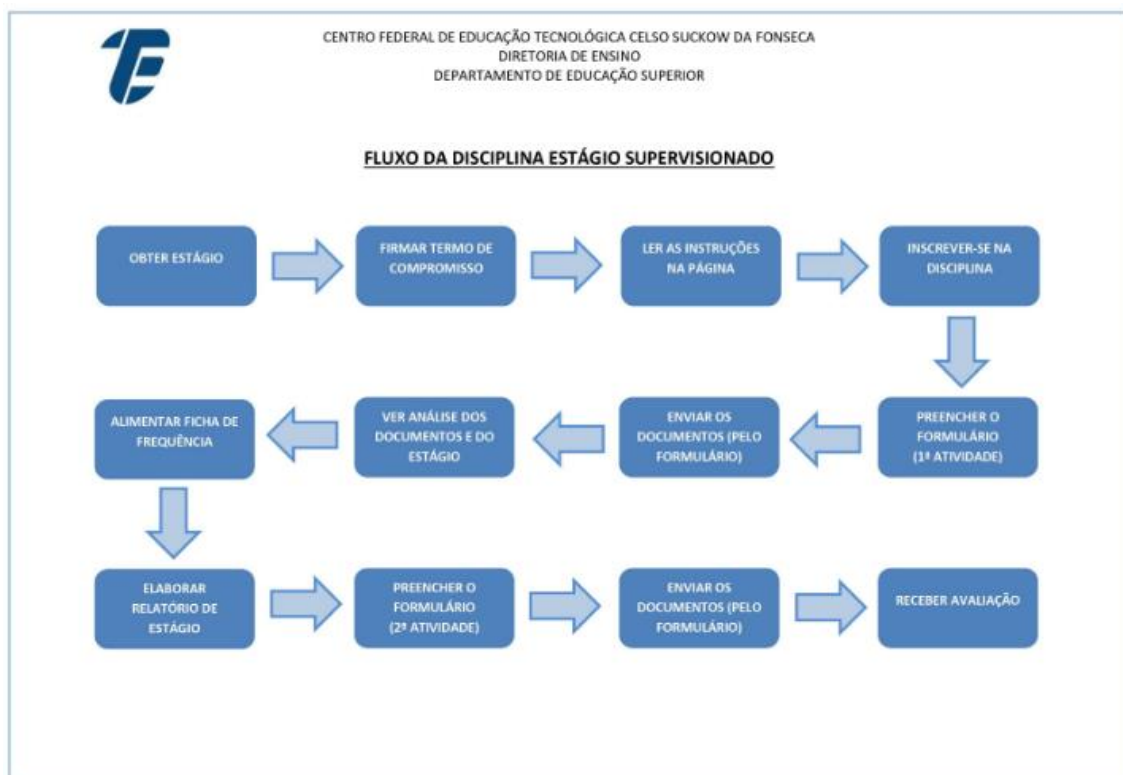 CENTRO FEDERAL DE EDUCAÇÃO TECNOLÓGICA CELSO SUCKOW DA FONSECA
DIRETORIA DE ENSINO
DEPARTAMENTO DE EDUCAÇÃO SUPERIOR
FLUXO DA DISCIPLINA ESTÁGIO SUPERVISIONADO
OBTER ESTÁGIO
FIRMAR TERMO DE
COMPROMISSO
LER AS INSTRUÇÕES
NA PÁGINA
INSCREVER-SE NA
DISCIPLINA
PREENCHER O
FORMULÁRIO
(1ª ATIVIDADE)
ENVIAR OS
DOCUMENTOS (PELO
FORMULÁRIO)
VER ANÁLISE DOS
DOCUMENTOS E DO
ESTÁGIO
ALIMENTAR FICHA DE
FREQUÊNCIA
ELABORAR
RELATÓRIO DE
ESTÁGIO
PREENCHER O
FORMULÁRIO
(2ª ATIVIDADE)
ENVIAR OS
DOCUMENTOS (PELO
FORMULÁRIO)
RECEBER AVALIAÇÃO